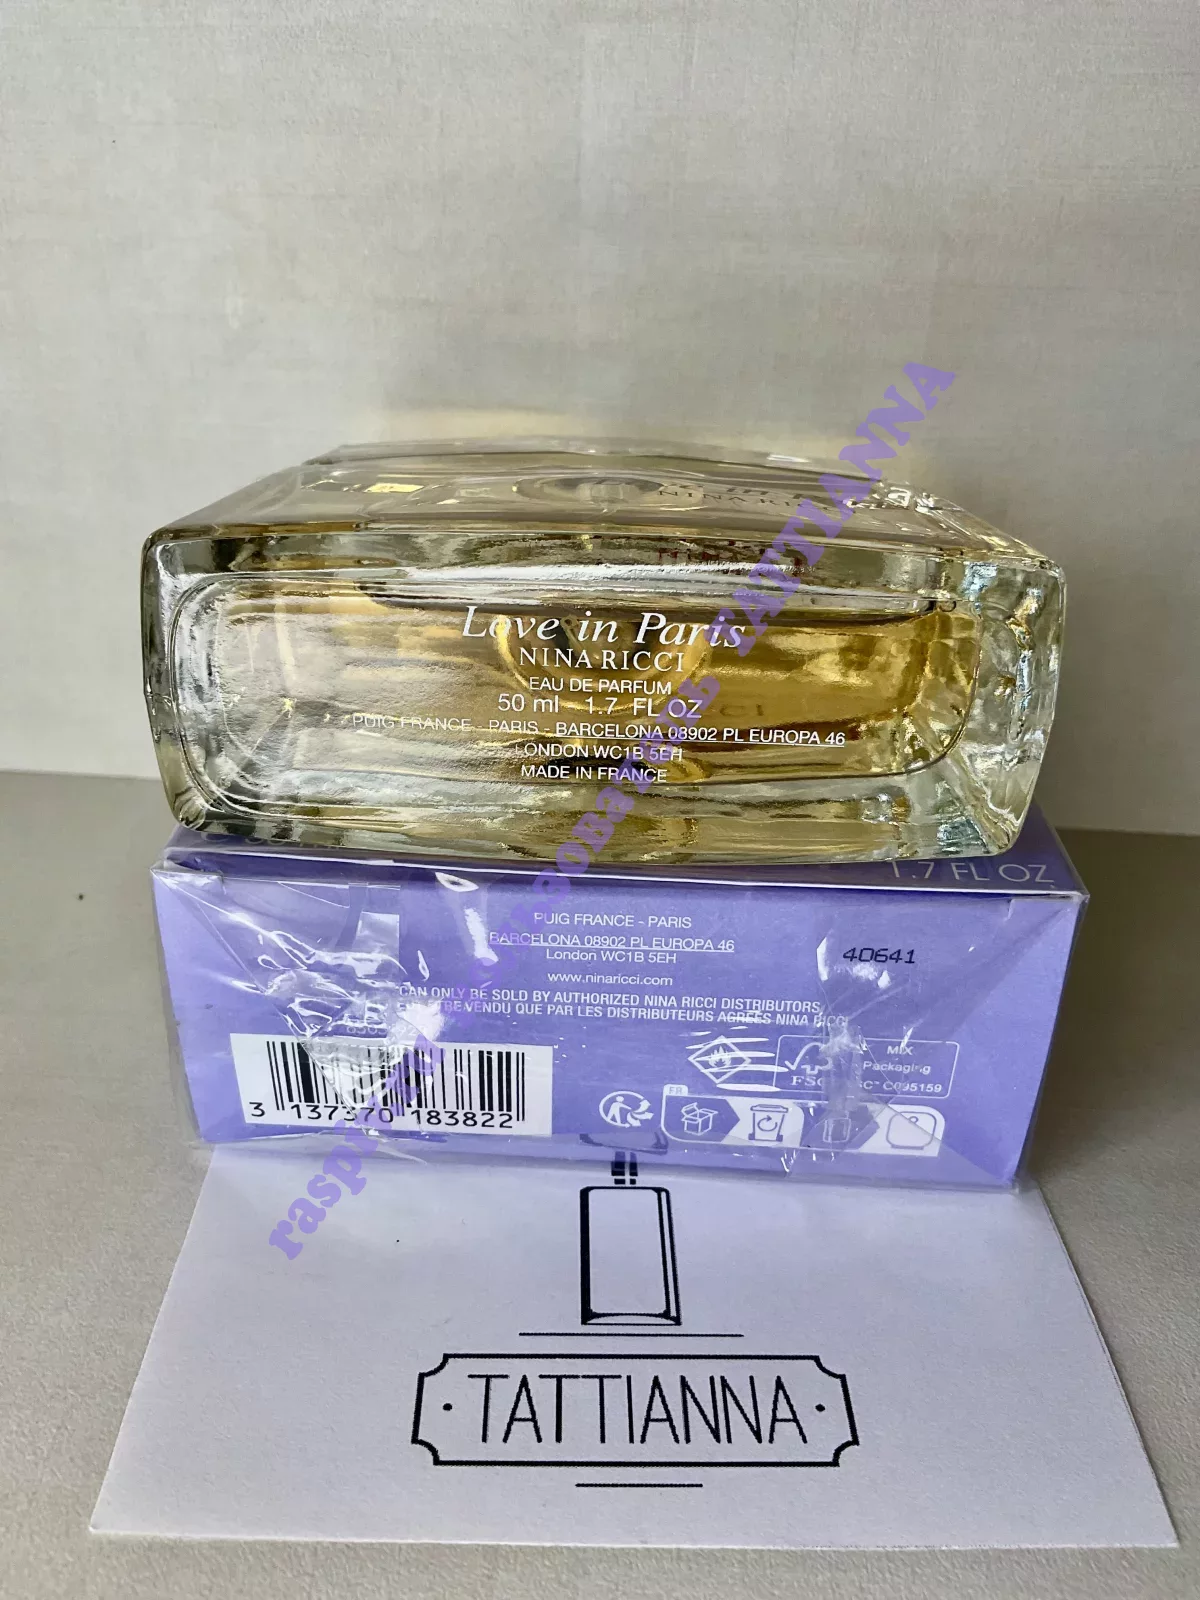 NINA RI
Love in Paris
NINA RICCI
EAU DE PARFUM
50 ml 1.7 FL OZ
PUIG FRANCE - PARIS - BARCELONA 08902 PL EUROPA 46
LONDON WC1B 5EH
MADE IN FRANCE
1.7 FL OZ
PUIG FRANCE - PARIS
BARCELONA 08902 PL EUROPA 46
London WC1B 5EH
40641
www.ninaricci.com
CAN ONLY BE SOLD BY AUTHORIZED NINA RICCI DISTRIBUTORS
ÊTRE VENDU QUE PAR LES DISTRIBUTEURS AGRÉÉS NINA RICCI
MIX
Packaging
FSC C095159
FR
3 137370 183822
TATTIANNA
· TATTIANNA ·